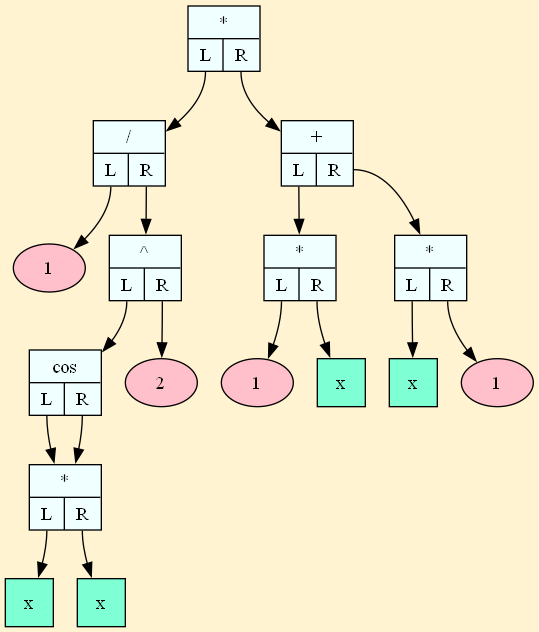 *
L R
/ +
L R L R
1 ^ * *
L R L R L R
cos 2 1 x x 1
L R
*
L R
x x